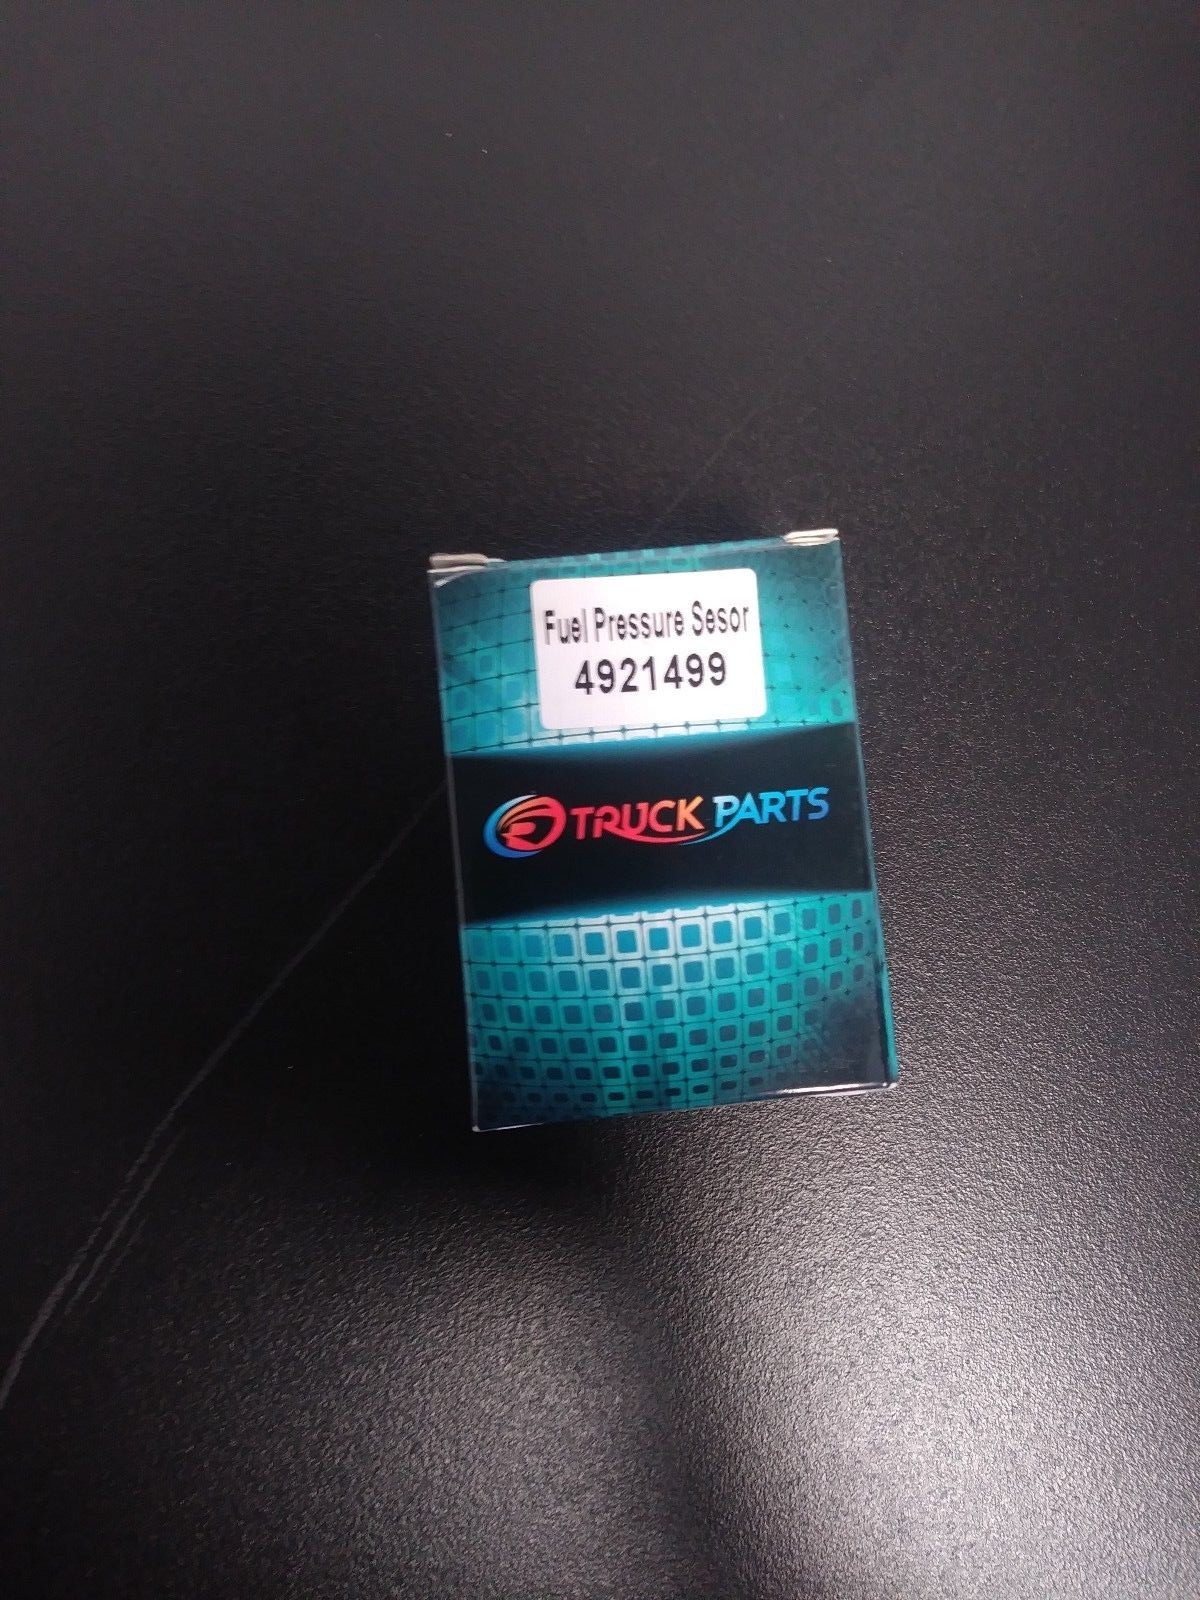 Fuel Pressure Sesor
4921499
TRUCK PARTS